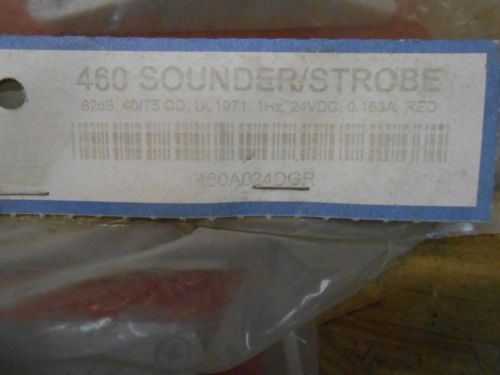 460 SOUNDER/STROBE
82dB, 40/75 CD, UL1971, 1Hz, 24VDC, 0.163A, RED
460A024DGR